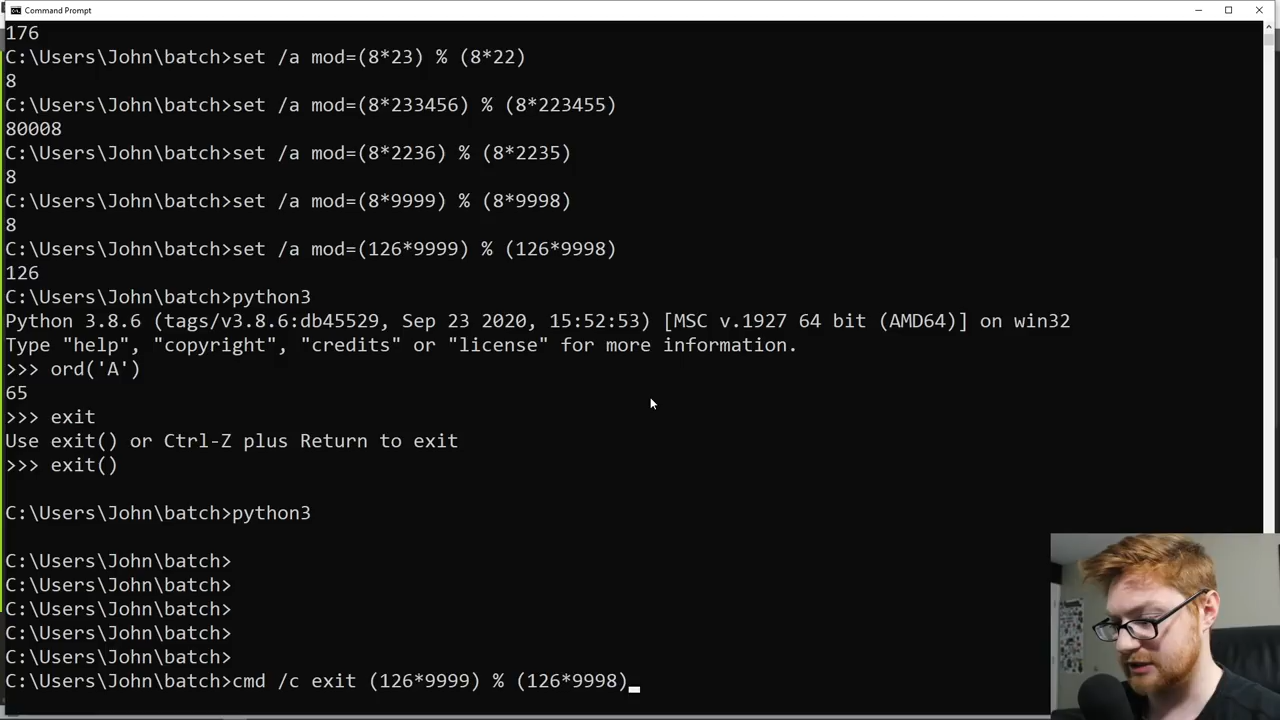 Command Prompt
176
C:\Users\John\batch>set /a mod=(8*23) % (8*22)
8
C:\Users\John\batch>set /a mod=(8*233456) % (8*223455)
80008
C:\Users\John\batch>set /a mod=(8*2236) % (8*2235)
8
C:\Users\John\batch>set /a mod=(8*9999) % (8*9998)
8
C:\Users\John\batch>set /a mod=(126*9999) % (126*9998)
126
C:\Users\John\batch>python3
Python 3.8.6 (tags/v3.8.6:db45529, Sep 23 2020, 15:52:53) [MSC v.1927 64 bit (AMD64)] on win32
Type "help", "copyright", "credits" or "license" for more information.
>>> ord('A')
65
>>> exit
Use exit() or Ctrl-Z plus Return to exit
>>> exit()
C:\Users\John\batch>python3
C:\Users\John\batch>
C:\Users\John\batch>
C:\Users\John\batch>
C:\Users\John\batch>
C:\Users\John\batch>
C:\Users\John\batch>cmd /c exit (126*9999) % (126*9998)